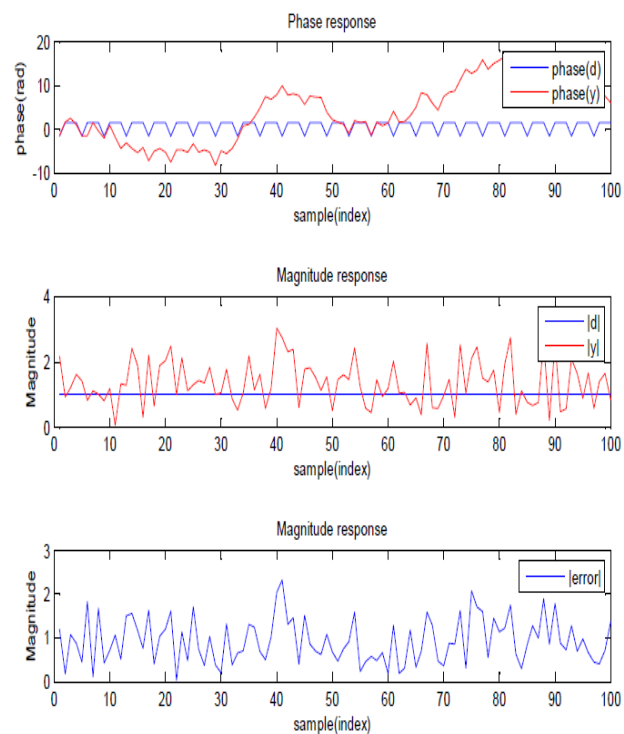 Phase response
20
10
0
-10
phase(rad)
phase(d)
phase(y)
0 10 20 30 40 50 60 70 80 90 100
sample(index)
Magnitude response
4
2
0
Magnitude
|d|
|y|
0 10 20 30 40 50 60 70 80 90 100
sample(index)
Magnitude response
3
2
1
0
Magnitude
|error|
0 10 20 30 40 50 60 70 80 90 100
sample(index)